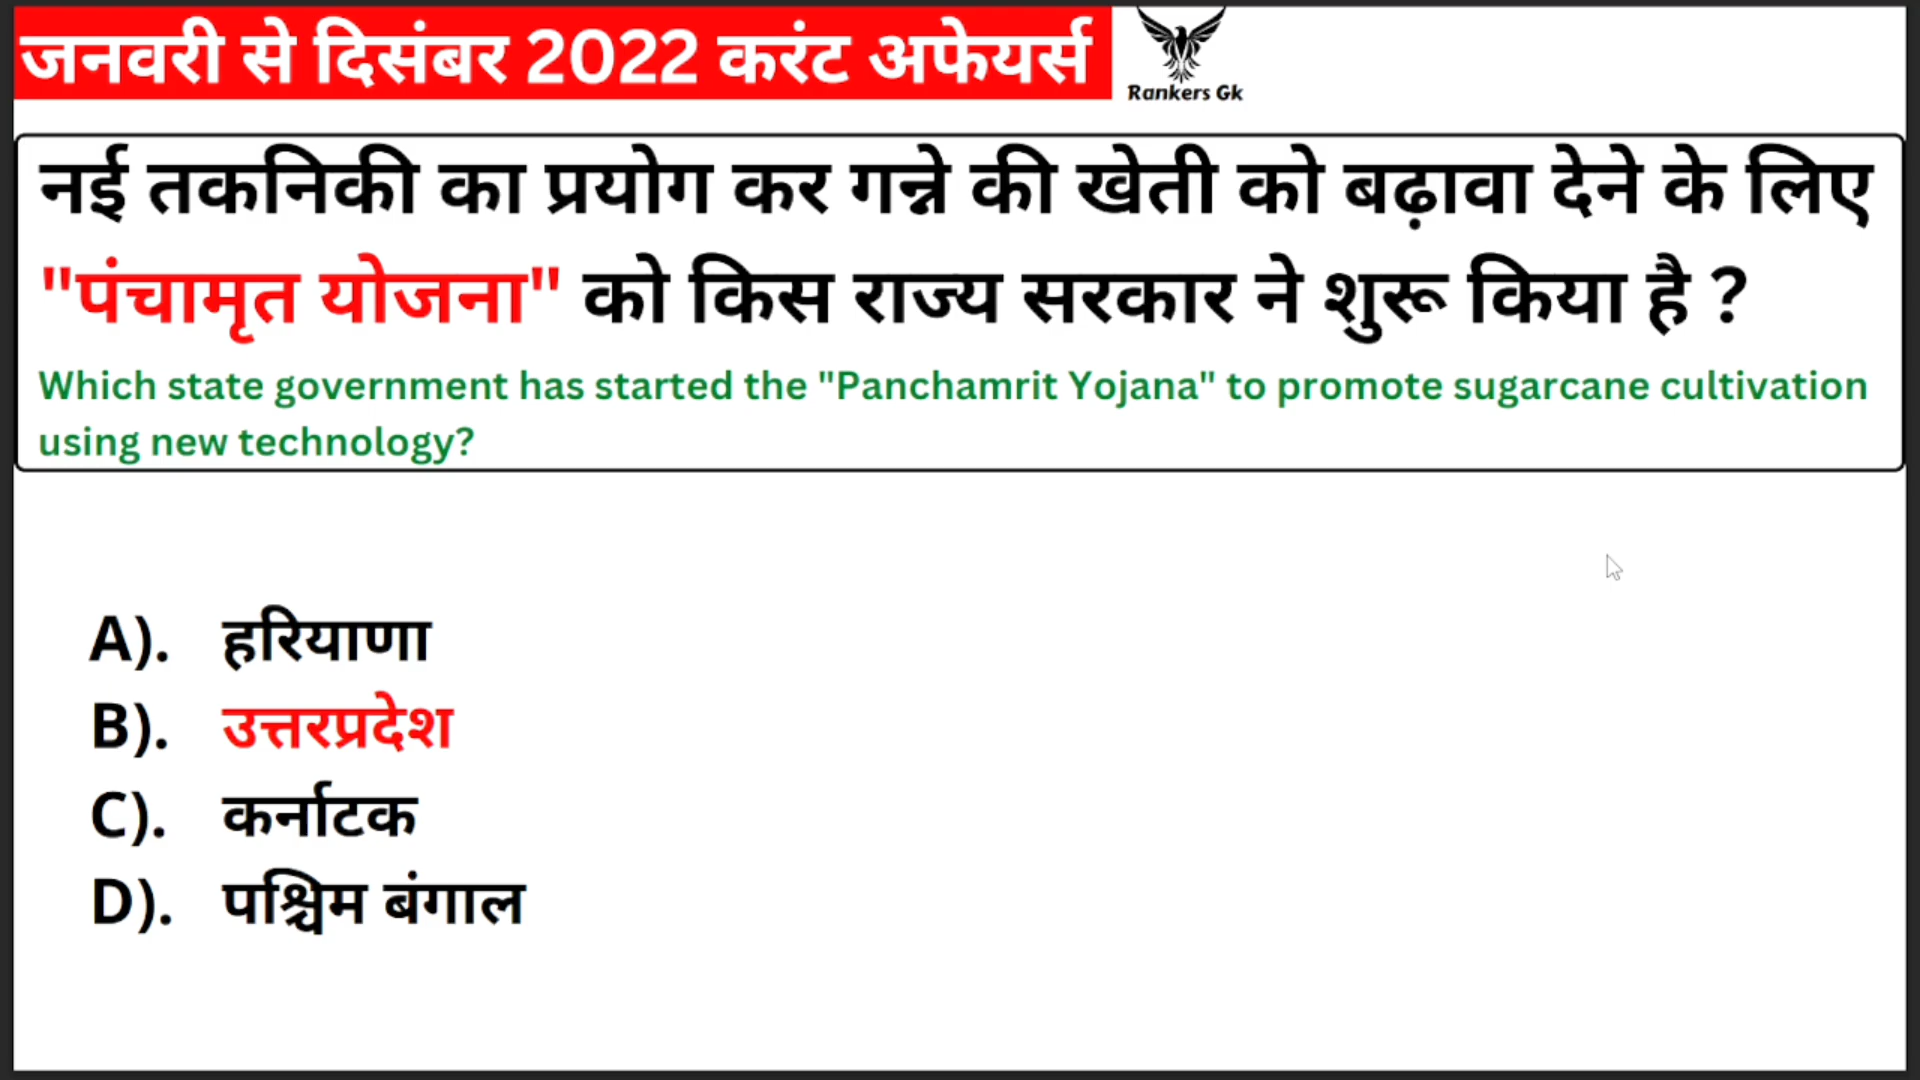 जनवरी से दिसंबर 2022 करंट अफेयर्स
Rankers Gk
नई तकनिकी का प्रयोग कर गन्ने की खेती को बढ़ावा देने के लिए
"पंचामृत योजना" को किस राज्य सरकार ने शुरू किया है ?
Which state government has started the "Panchamrit Yojana" to promote sugarcane cultivation
using new technology?
A). हरियाणा
B). उत्तरप्रदेश
C). कर्नाटक
D). पश्चिम बंगाल